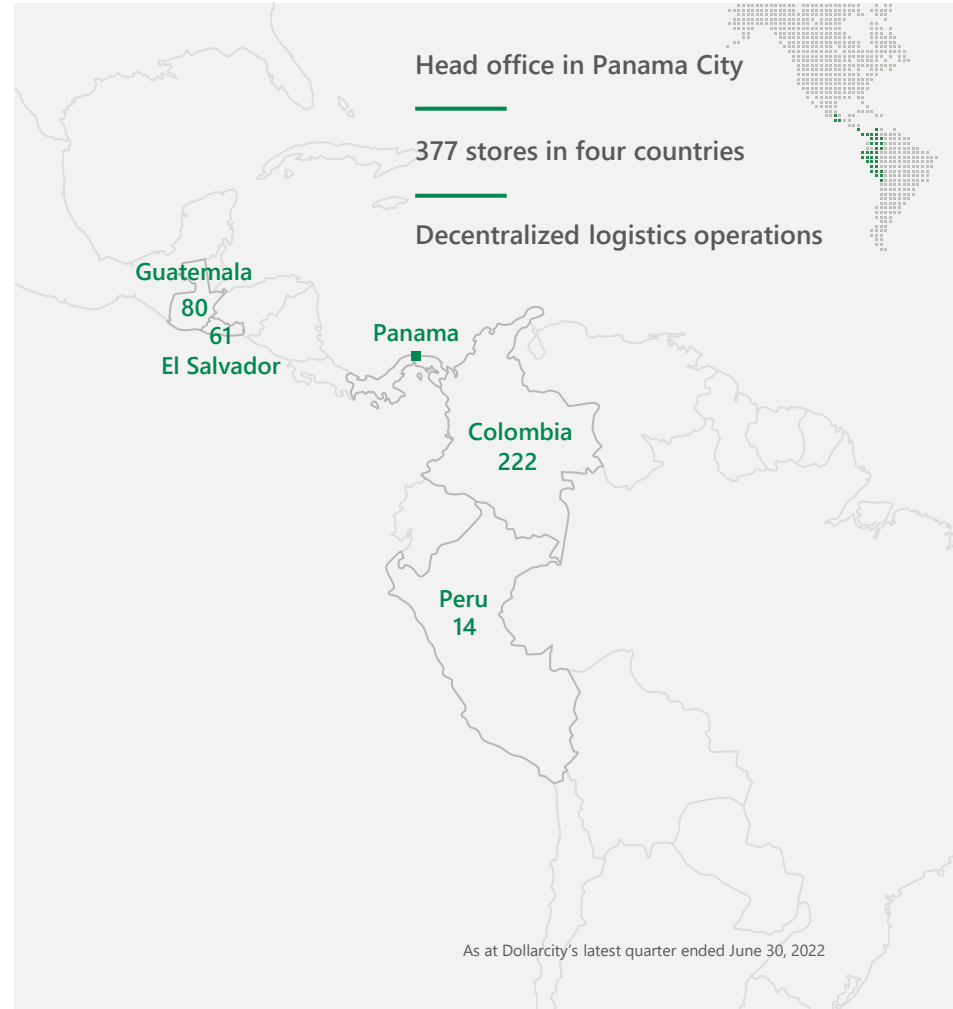 Head office in Panama City
377 stores in four countries
Decentralized logistics operations
Guatemala
80
61
El Salvador
Panama
Colombia
222
Peru
14
As at Dollarcity’s latest quarter ended June 30, 2022